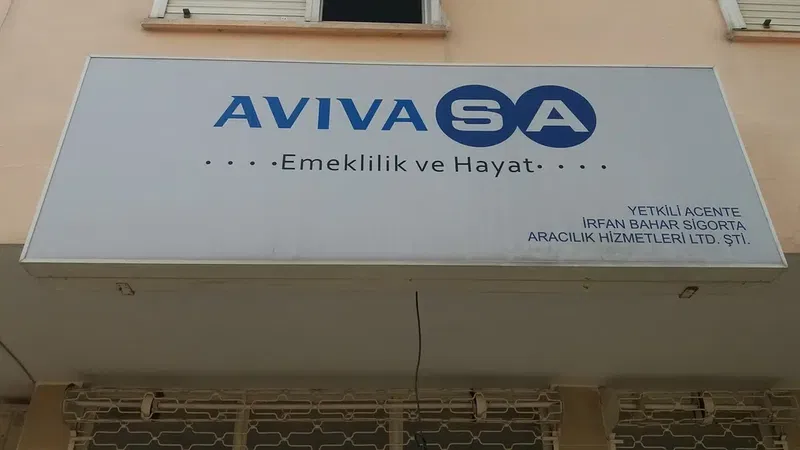 AVIVASA
....Emeklilik ve Hayat....
YETKİLİ ACENTE
İRFAN BAHAR SİGORTA
ARACILIK HİZMETLERİ LTD. ŞTİ.